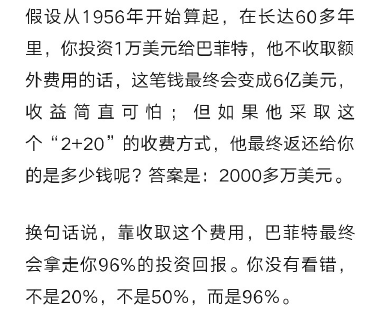 假设从1956年开始算起，在长达60多年
里，你投资1万美元给巴菲特，他不收取额
外费用的话，这笔钱最终会变成6亿美元，
收益简直可怕；但如果他采取这
个“2+20”的收费方式，他最终返还给你
的是多少钱呢？答案是：2000多万美元。
换句话说，靠收取这个费用，巴菲特最终
会拿走你96%的投资回报。你没有看错，
不是20%，不是50%，而是96%。